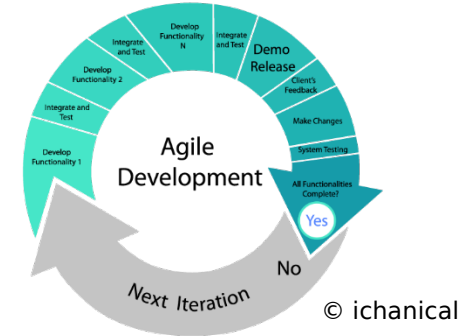 Develop
Functionality 1
Integrate and
Test
Develop
Functionality 2
Integrate
and Test
Develop
Functionality
N
Integrate
and Test
Demo
Release
Client's
Feedback
Make Changes
System Testing
All Functionalities
Complete?
Yes
No
Next Iteration
Agile
Development
© ichanical